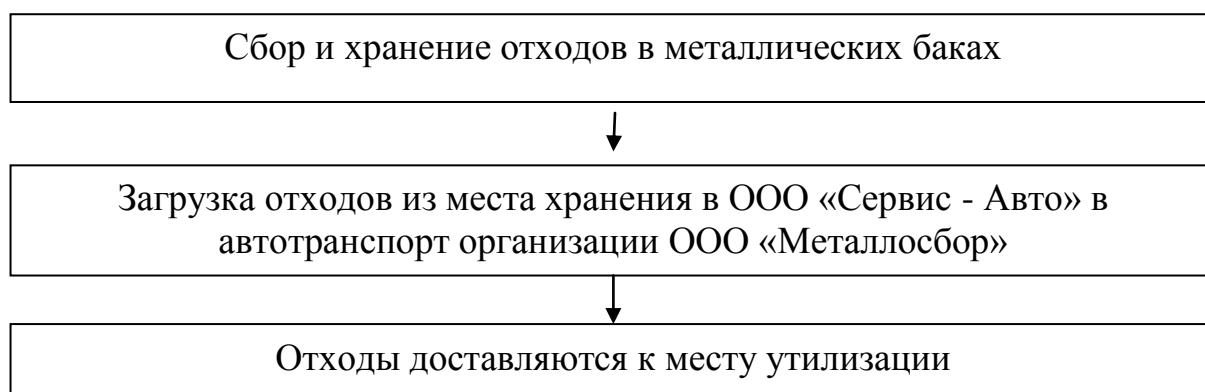 Сбор и хранение отходов в металлических баках
Загрузка отходов из места хранения в ООО «Сервис - Авто» в
автотранспорт организации ООО «Металлосбор»
Отходы доставляются к месту утилизации